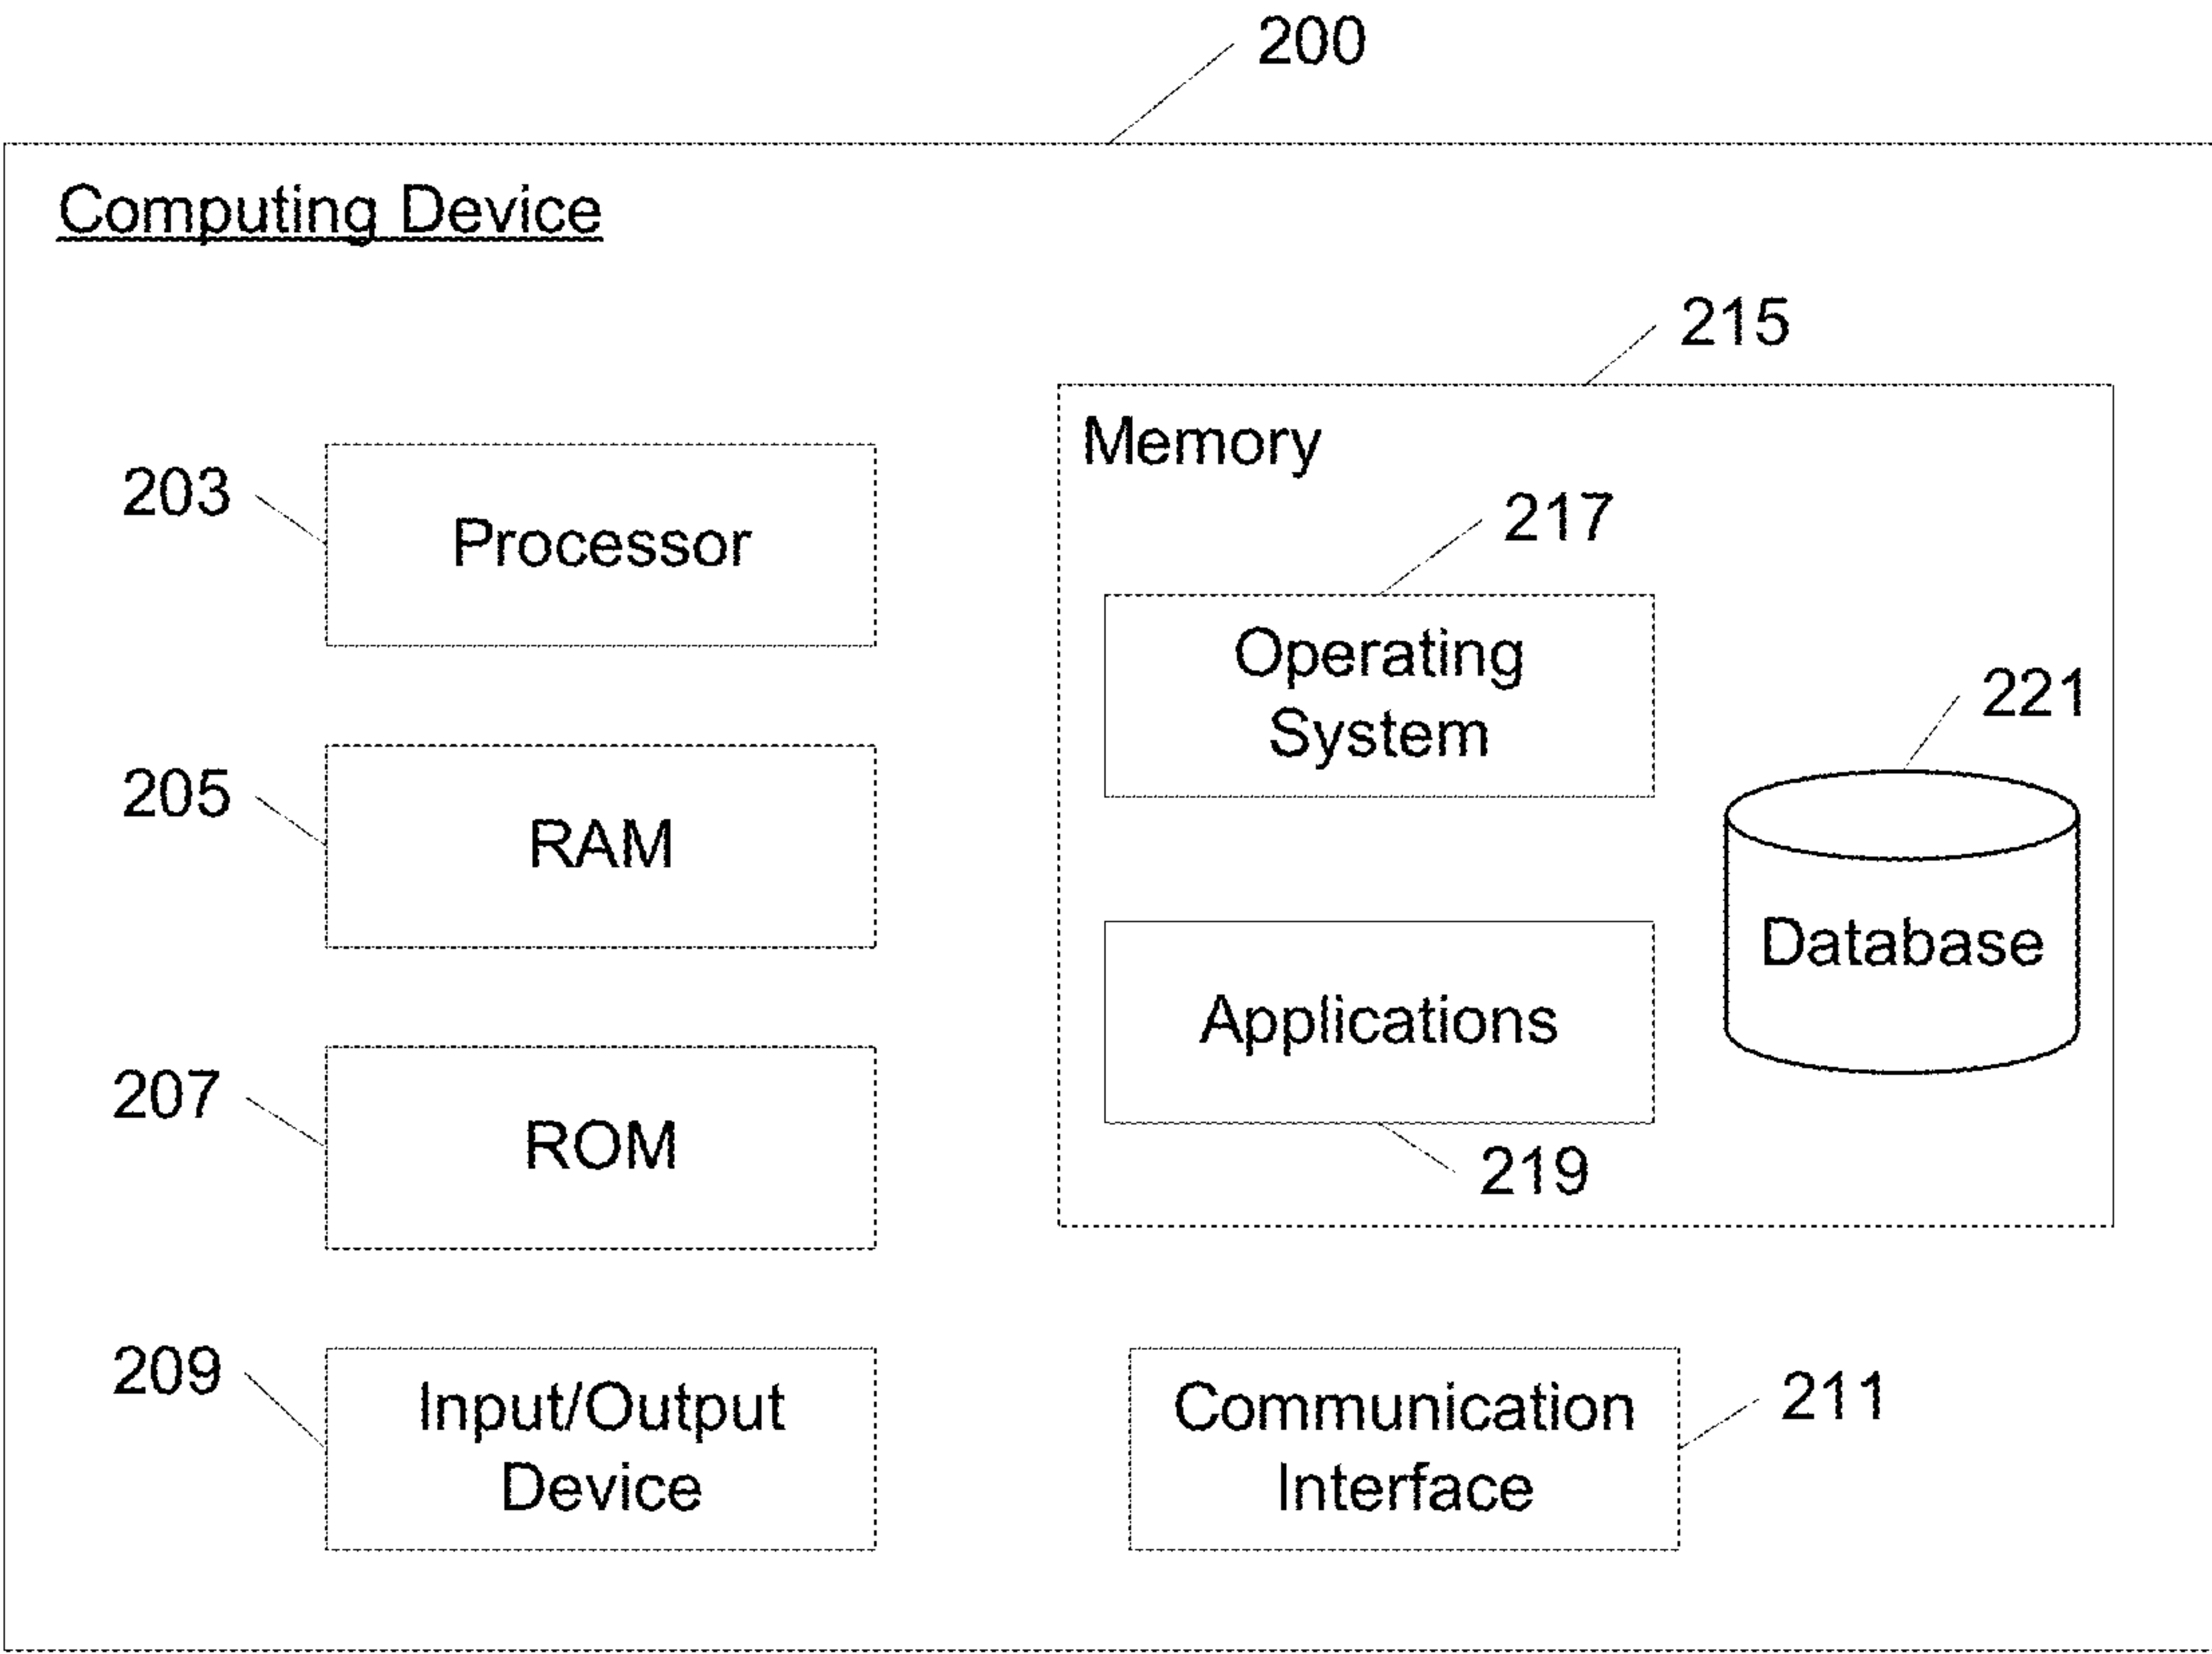 200
Computing Device
215
Memory
203
Processor
217
Operating
System
221
205
RAM
Database
Applications
207
ROM
219
209
Input/Output
Device
Communication
Interface
211